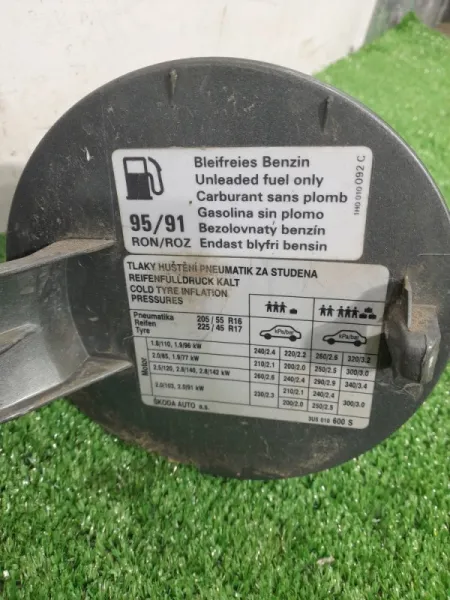 Bleifreies Benzin
Unleaded fuel only
Carburant sans plomb
Gasolina sin plomo
Bezolovnaty benzín
Endast blyfri bensin
95/91
RON/ROZ
1H0 010 092 C
TLAKY HUŠTĚNÍ PNEUMATIK ZA STUDENA
REIFENFÜLLDRUCK KALT
COLD TYRE INFLATION
PRESSURES
Pneumatika
Reifen
Tyre
205 / 55 R16
225 / 45 R17
kPa/bar kPa/bar
Motor
1.8/110, 1.9/96 kW 240/2.4 220/2.2 260/2.6 320/3.2
2.0/85, 1.9/77 kW 210/2.1 200/2.0 250/2.5 300/3.0
2.5/120, 2.8/140, 2.8/142 kW 260/2.6 240/2.4 290/2.9 340/3.4
2.0/103, 2.0/91 kW 230/2.3 210/2.1 240/2.4 300/3.0
200/2.0 250/2.5
ŠKODA AUTO a.s.
3U0 010 600 S